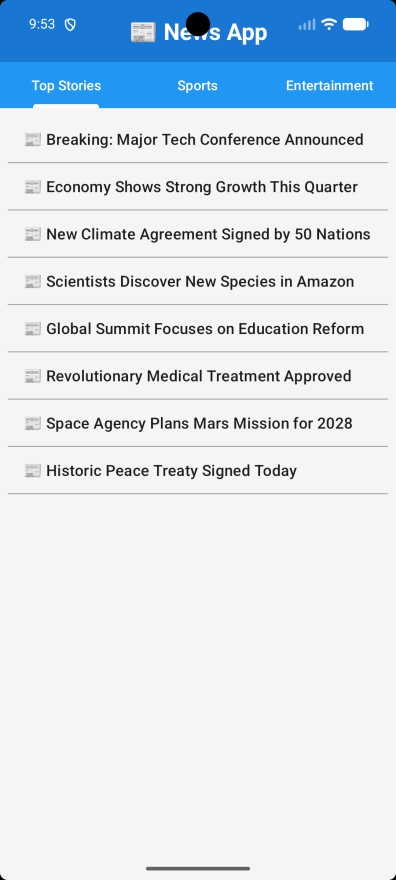 9:53
News App
Top Stories Sports Entertainment
Breaking: Major Tech Conference Announced
Economy Shows Strong Growth This Quarter
New Climate Agreement Signed by 50 Nations
Scientists Discover New Species in Amazon
Global Summit Focuses on Education Reform
Revolutionary Medical Treatment Approved
Space Agency Plans Mars Mission for 2028
Historic Peace Treaty Signed Today